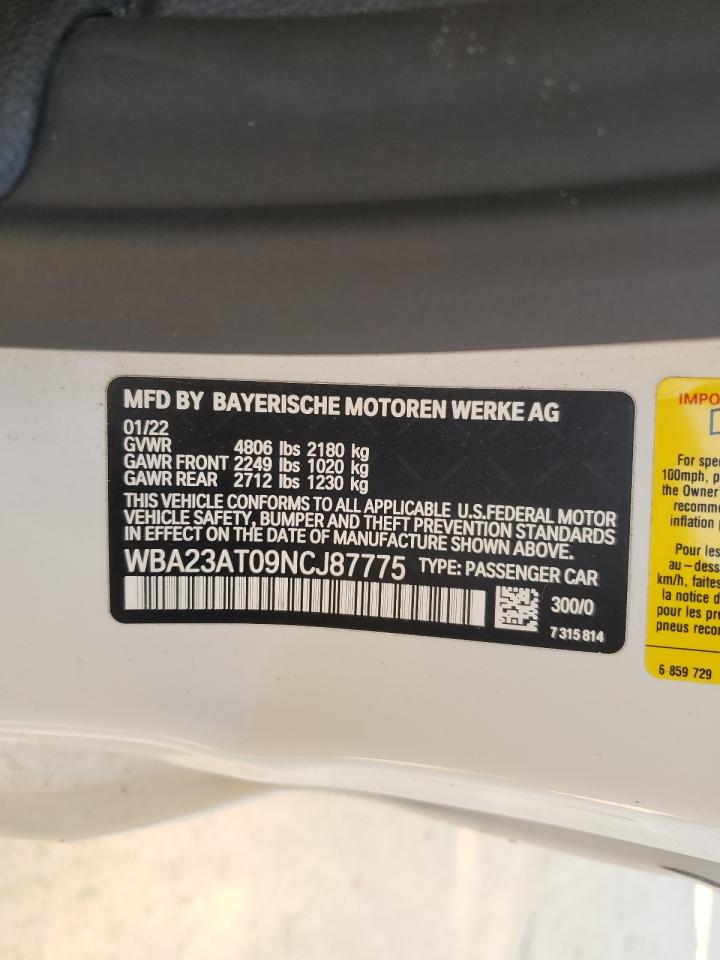 MFD BY BAYERISCHE MOTOREN WERKE AG
01/22
GVWR 4806 lbs 2180 kg
GAWR FRONT 2249 lbs 1020 kg
GAWR REAR 2712 lbs 1230 kg
THIS VEHICLE CONFORMS TO ALL APPLICABLE U.S.FEDERAL MOTOR
VEHICLE SAFETY, BUMPER AND THEFT PREVENTION STANDARDS
IN EFFECT ON THE DATE OF MANUFACTURE SHOWN ABOVE.
WBA23AT09NCJ87775 TYPE: PASSENGER CAR
300/0
7 315 814
IMPO
For spe
100mph, p
the Owner
recomme
inflation
Pour les
au-dess
km/h, faites
la notice d
pour les pr
pneus reco
6 859 729